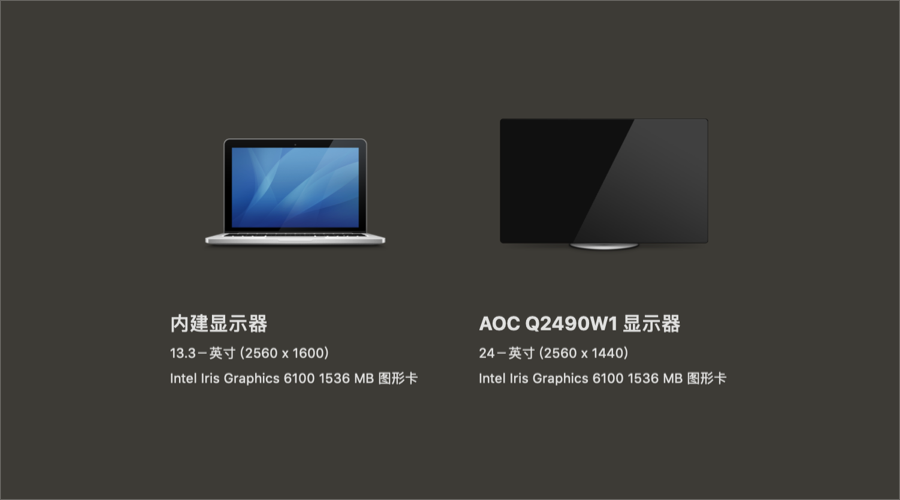 内建显示器
13.3－英寸 (2560 x 1600)
Intel Iris Graphics 6100 1536 MB 图形卡
AOC Q2490W1 显示器
24－英寸 (2560 x 1440)
Intel Iris Graphics 6100 1536 MB 图形卡